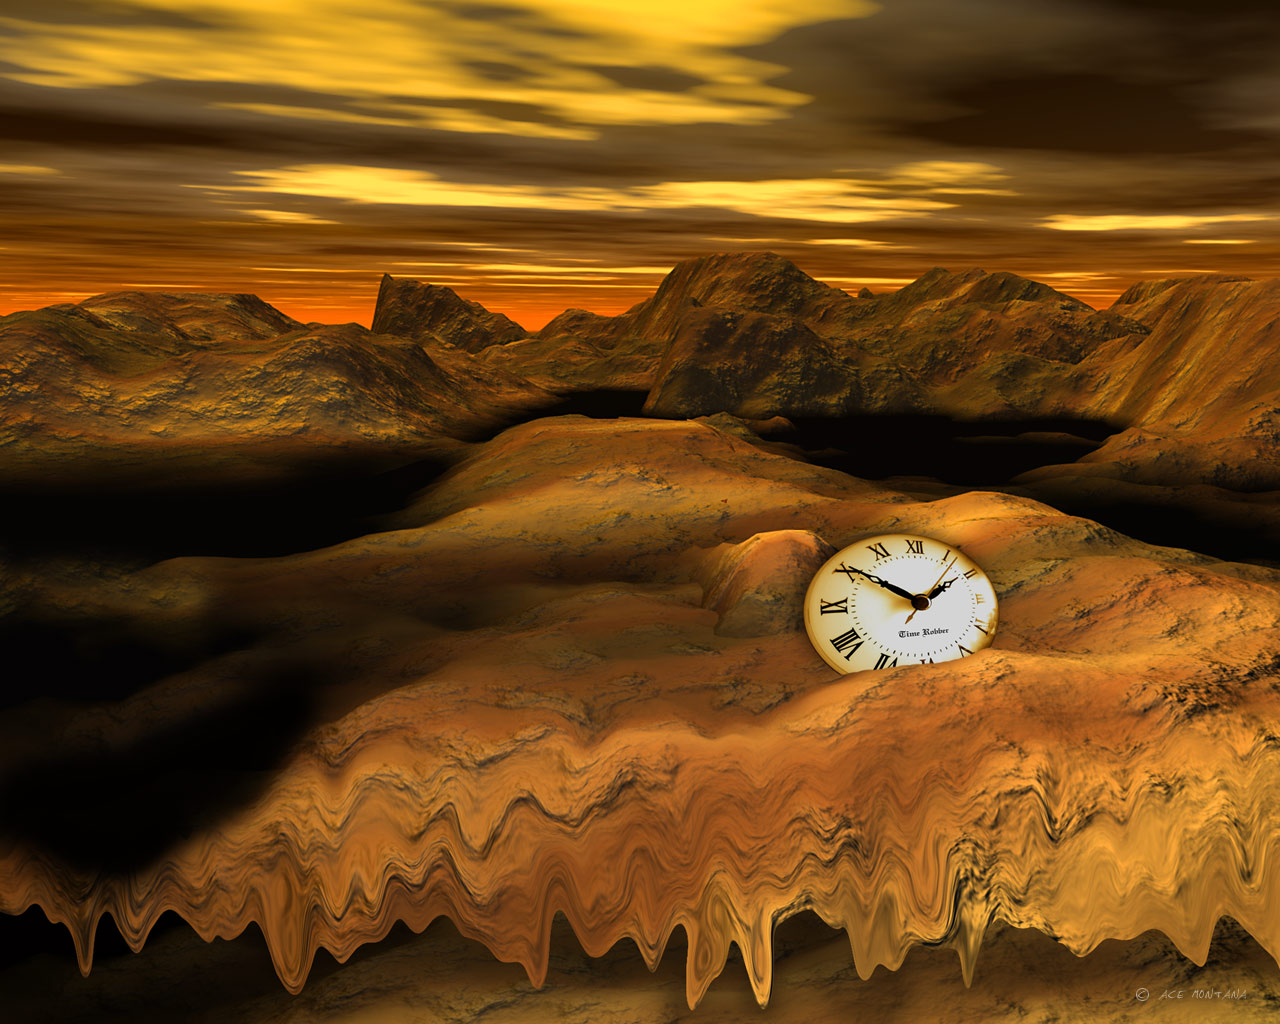 XII
XI
I
X
II
IX
III
IIII
VIII
V
VII
VI
Time Robber
© ACE MONTANA